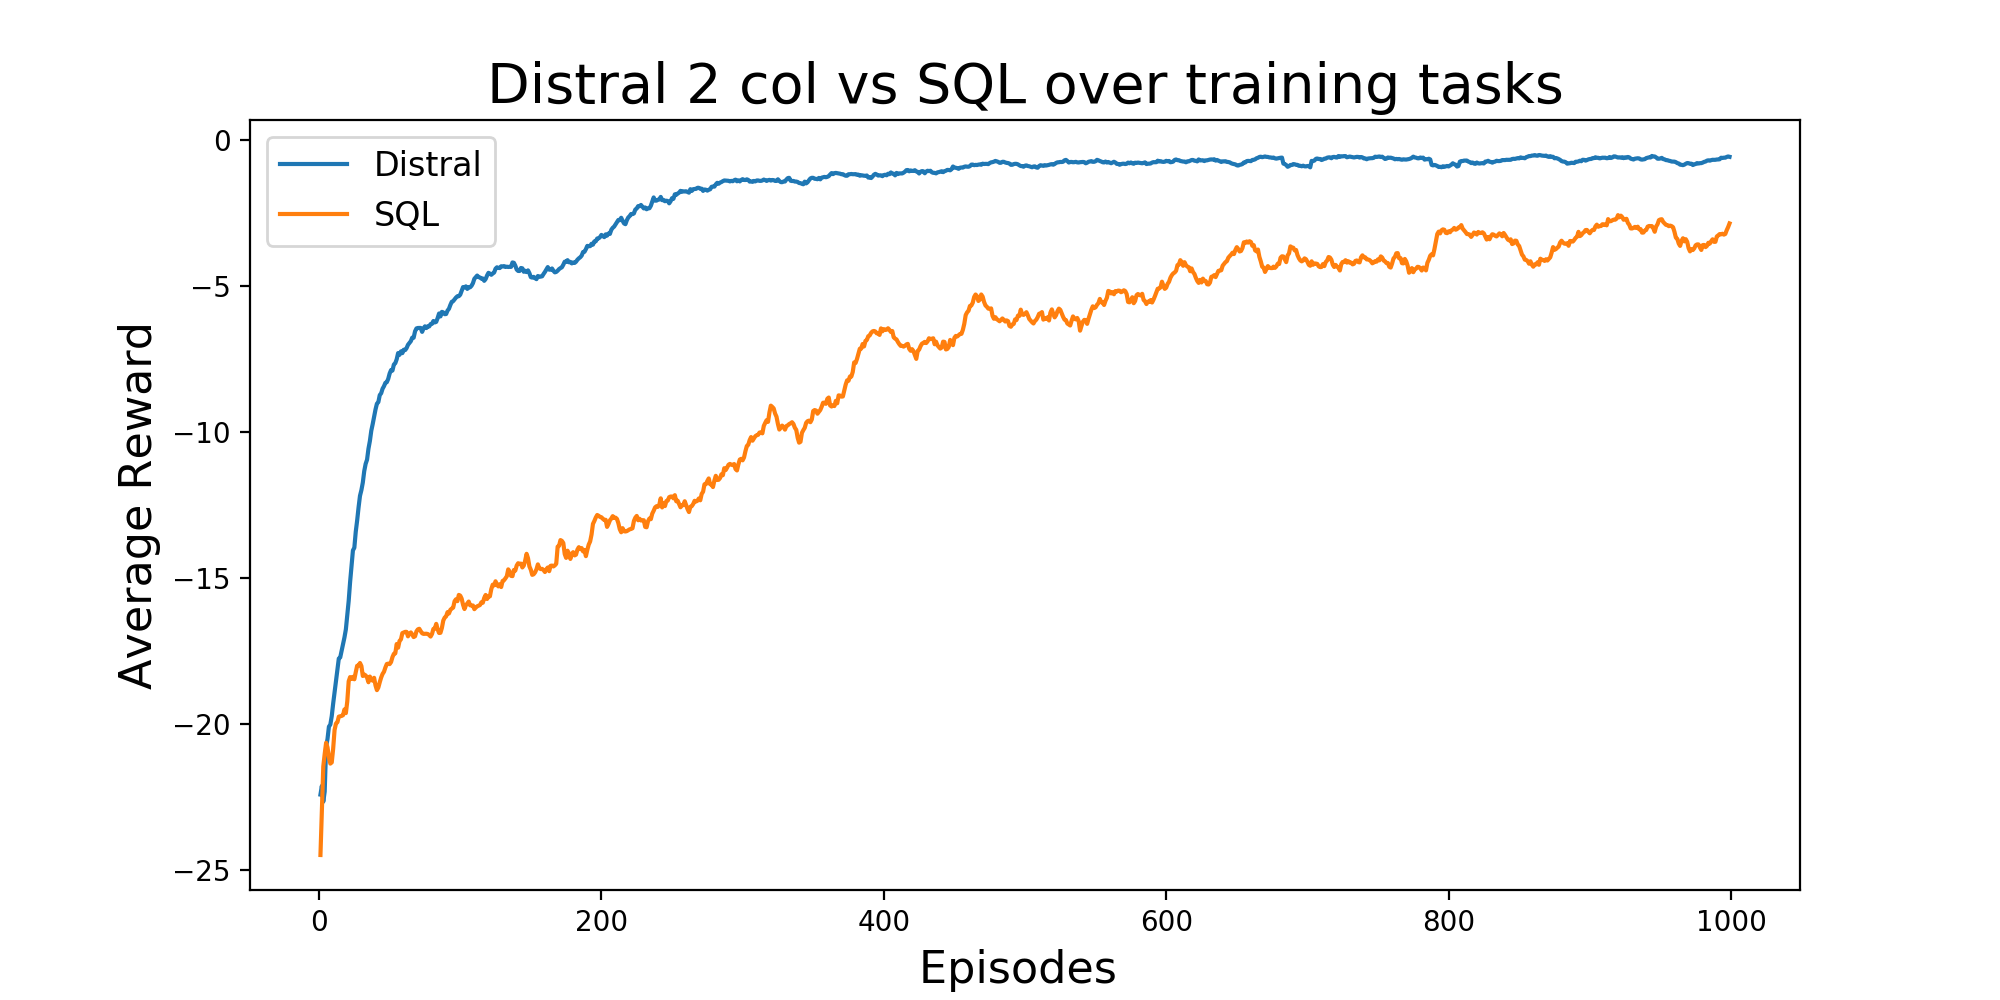 Distral 2 col vs SQL over training tasks
Distral
SQL
0
−5
−10
−15
−20
−25
Average Reward
0 200 400 600 800 1000
Episodes